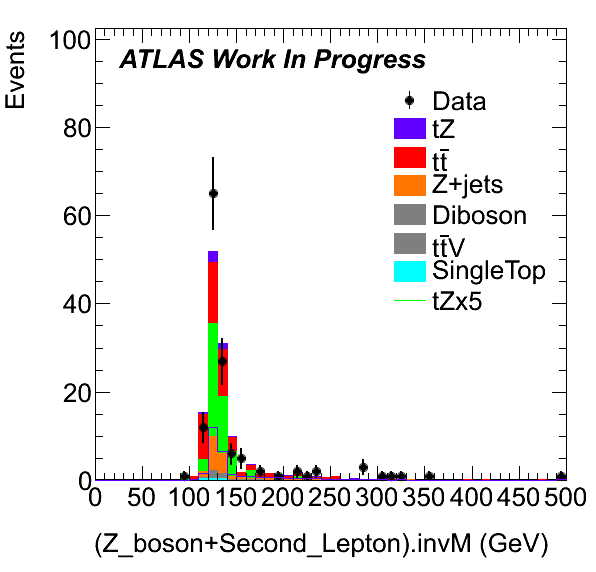 Events
100
80
60
40
20
0
ATLAS Work In Progress
Data
tZ
tt̄
Z+jets
Diboson
tt̄V
SingleTop
tZx5
0 50 100 150 200 250 300 350 400 450 500
(Z_boson+Second_Lepton).invM (GeV)